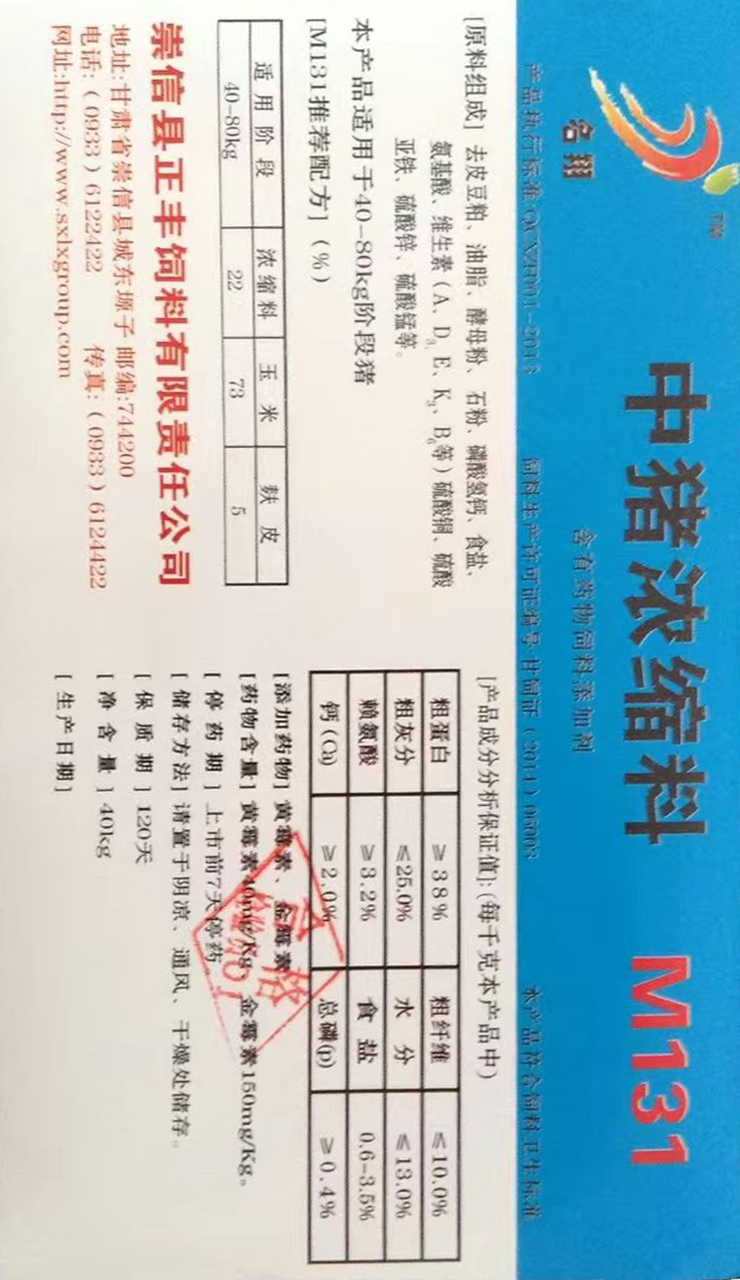 TM
名翔
中猪浓缩料 M131
含有药物饲料添加剂
饲料生产许可证编号:甘饲证（2014）06003
本产品符合饲料卫生标准
[原料组成] 去皮豆粕、油脂、酵母粉、石粉、磷酸氢钙、食盐、
氨基酸、维生素（A、D3、E、K3、B6等）硫酸铜、硫酸
亚铁、硫酸锌、硫酸锰等。
本产品适用于40-80kg阶段猪
[M131推荐配方]（%）
适用阶段 浓缩料 玉米 麸皮
40-80kg 22 73 5
崇信县正丰饲料有限责任公司
地址:甘肃省崇信县城东塬子 邮编:744200
电话:（0933）6122422 传真:（0933）6124422
网址:http://www.sxlxgroup.com
[产品成分分析保证值]:(每千克本产品中)
粗蛋白 ≥38% 粗纤维 ≤10.0%
粗灰分 ≤25.0% 水分 ≤13.0%
赖氨酸 ≥3.2% 食盐 0.6-3.5%
钙(Ca) ≥2.0% 总磷(p) ≥0.4%
[添加药物] 黄霉素、金霉素
[药物含量] 黄霉素40mg/Kg、金霉素150mg/Kg。
[停药期] 上市前7天停药
[储存方法] 请置于阴凉、通风、干燥处储存。
[保质期] 120天
[净含量] 40kg
[生产日期]
合格